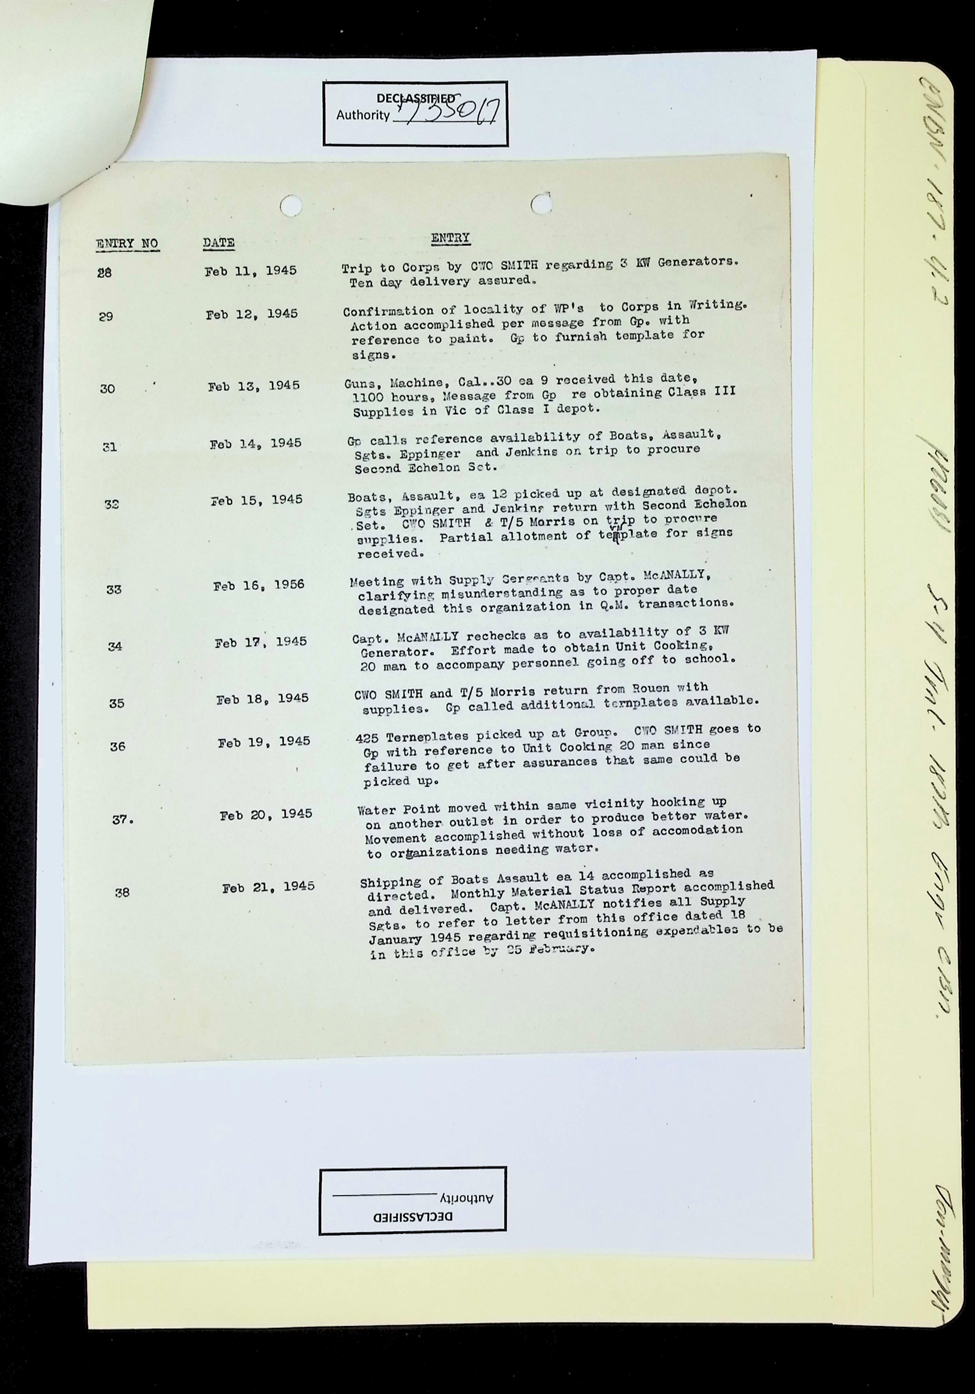 DECLASSIFIED
Authority 735017
ENTRY NO DATE ENTRY
28 Feb 11, 1945 Trip to Corps by CWO SMITH regarding 3 KW Generators.
Ten day delivery assured.
29 Feb 12, 1945 Confirmation of locality of WP's to Corps in Writing.
Action accomplished per message from Gp. with
reference to paint. Gp to furnish template for
signs.
30 Feb 13, 1945 Guns, Machine, Cal..30 ea 9 received this date,
1100 hours, Message from Gp re obtaining Class III
Supplies in Vic of Class I depot.
31 Feb 14, 1945 Gp calls reference availability of Boats, Assault,
Sgts. Eppinger and Jenkins on trip to procure
Second Echelon Set.
32 Feb 15, 1945 Boats, Assault, ea 12 picked up at designated depot.
Sgts Eppinger and Jenkins return with Second Echelon
Set. CWO SMITH & T/5 Morris on trip to procure
supplies. Partial allotment of template for signs
received.
33 Feb 16, 1956 Meeting with Supply Sergeants by Capt. McANALLY,
clarifying misunderstanding as to proper date
designated this organization in Q.M. transactions.
34 Feb 17, 1945 Capt. McANALLY rechecks as to availability of 3 KW
Generator. Effort made to obtain Unit Cooking,
20 man to accompany personnel going off to school.
35 Feb 18, 1945 CWO SMITH and T/5 Morris return from Rouen with
supplies. Gp called additional ternplates available.
36 Feb 19, 1945 425 Terneplates picked up at Group. CWO SMITH goes to
Gp with reference to Unit Cooking 20 man since
failure to get after assurances that same could be
picked up.
37. Feb 20, 1945 Water Point moved within same vicinity hooking up
on another outlet in order to produce better water.
Movement accomplished without loss of accomodation
to organizations needing water.
38 Feb 21, 1945 Shipping of Boats Assault ea 14 accomplished as
directed. Monthly Material Status Report accomplished
and delivered. Capt. McANALLY notifies all Supply
Sgts. to refer to letter from this office dated 18
January 1945 regarding requisitioning expendables to be
in this office by 25 February.
DECLASSIFIED
Authority
ENBN-187-4.2
S-4 Jrnl- 187th Engr CBn.
Jan-May45